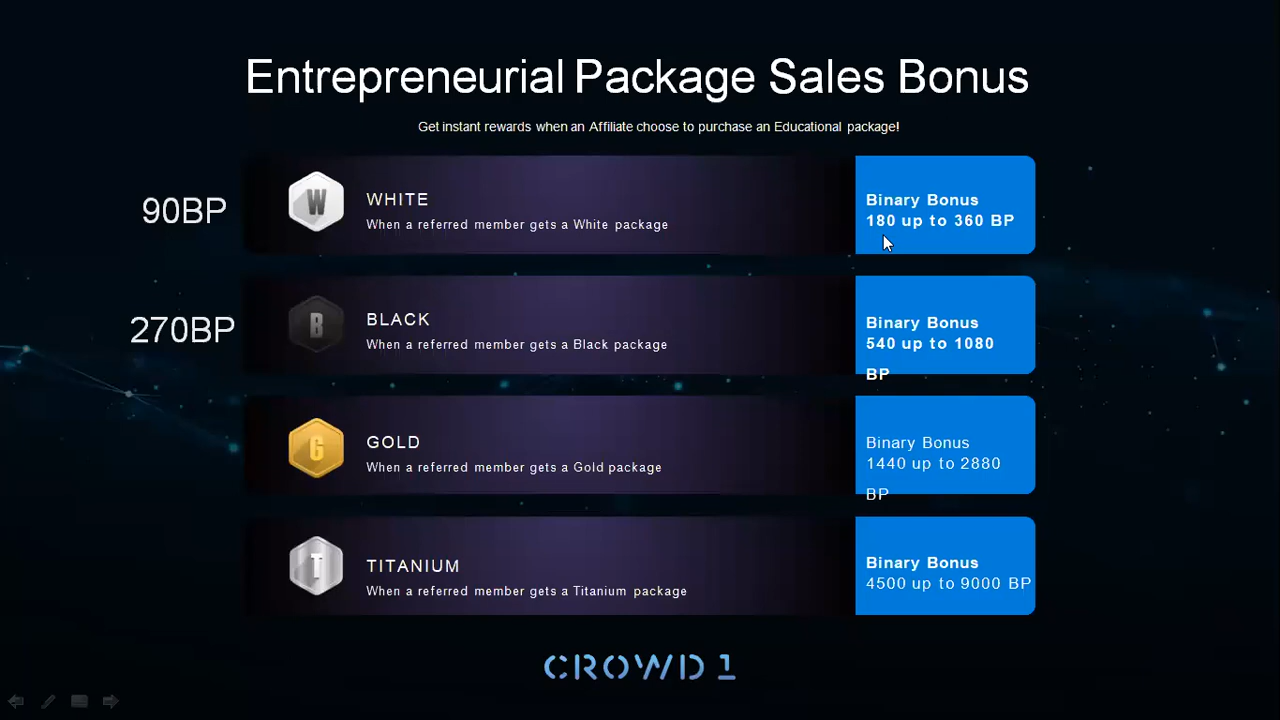 Entrepreneurial Package Sales Bonus
Get instant rewards when an Affiliate choose to purchase an Educational package!
90BP
W
WHITE
When a referred member gets a White package
Binary Bonus
180 up to 360 BP
270BP
B
BLACK
When a referred member gets a Black package
Binary Bonus
540 up to 1080
BP
G
GOLD
When a referred member gets a Gold package
Binary Bonus
1440 up to 2880
BP
T
TITANIUM
When a referred member gets a Titanium package
Binary Bonus
4500 up to 9000 BP
CROWD 1